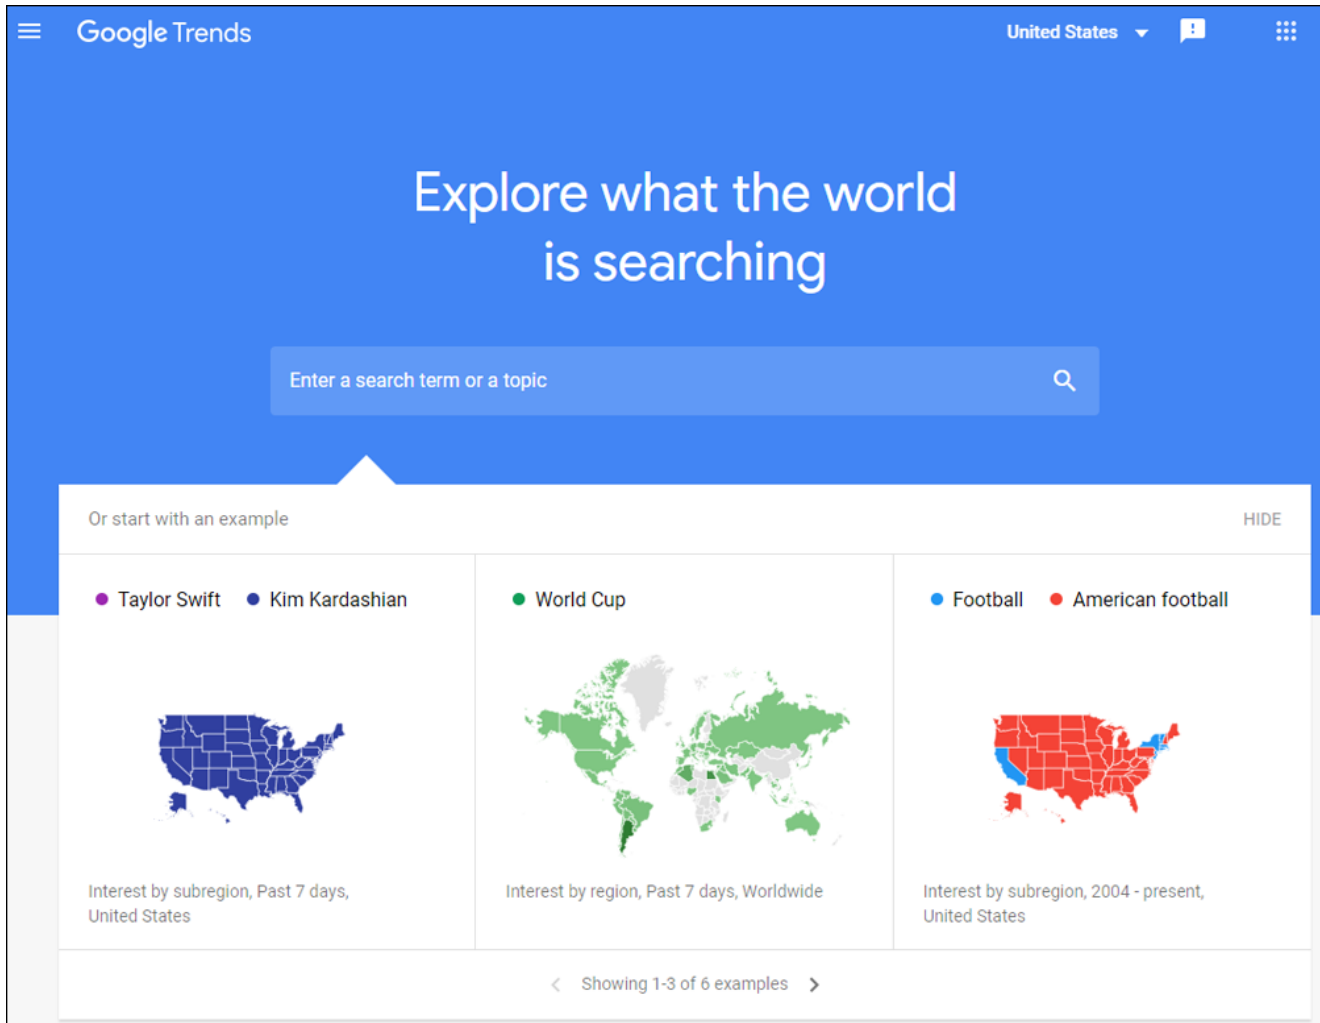 Google Trends
United States
Explore what the world
is searching
Enter a search term or a topic
Or start with an example
HIDE
Taylor Swift
Kim Kardashian
World Cup
Football
American football
Interest by subregion, Past 7 days,
United States
Interest by region, Past 7 days, Worldwide
Interest by subregion, 2004 - present,
United States
Showing 1-3 of 6 examples